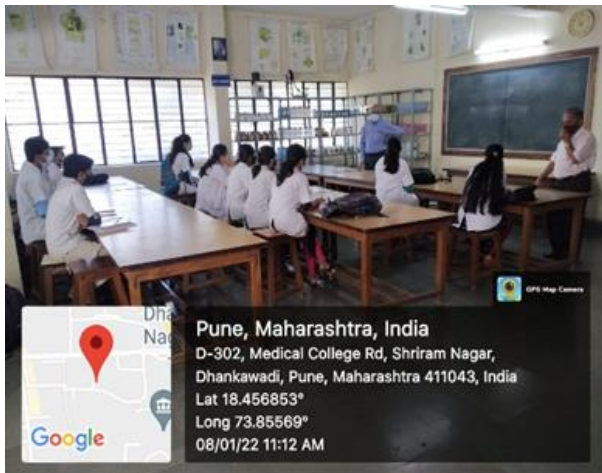 GPS Map Camera
Dha
Nag
Google
Pune, Maharashtra, India
D-302, Medical College Rd, Shriram Nagar,
Dhankawadi, Pune, Maharashtra 411043, India
Lat 18.456853°
Long 73.85569°
08/01/22 11:12 AM